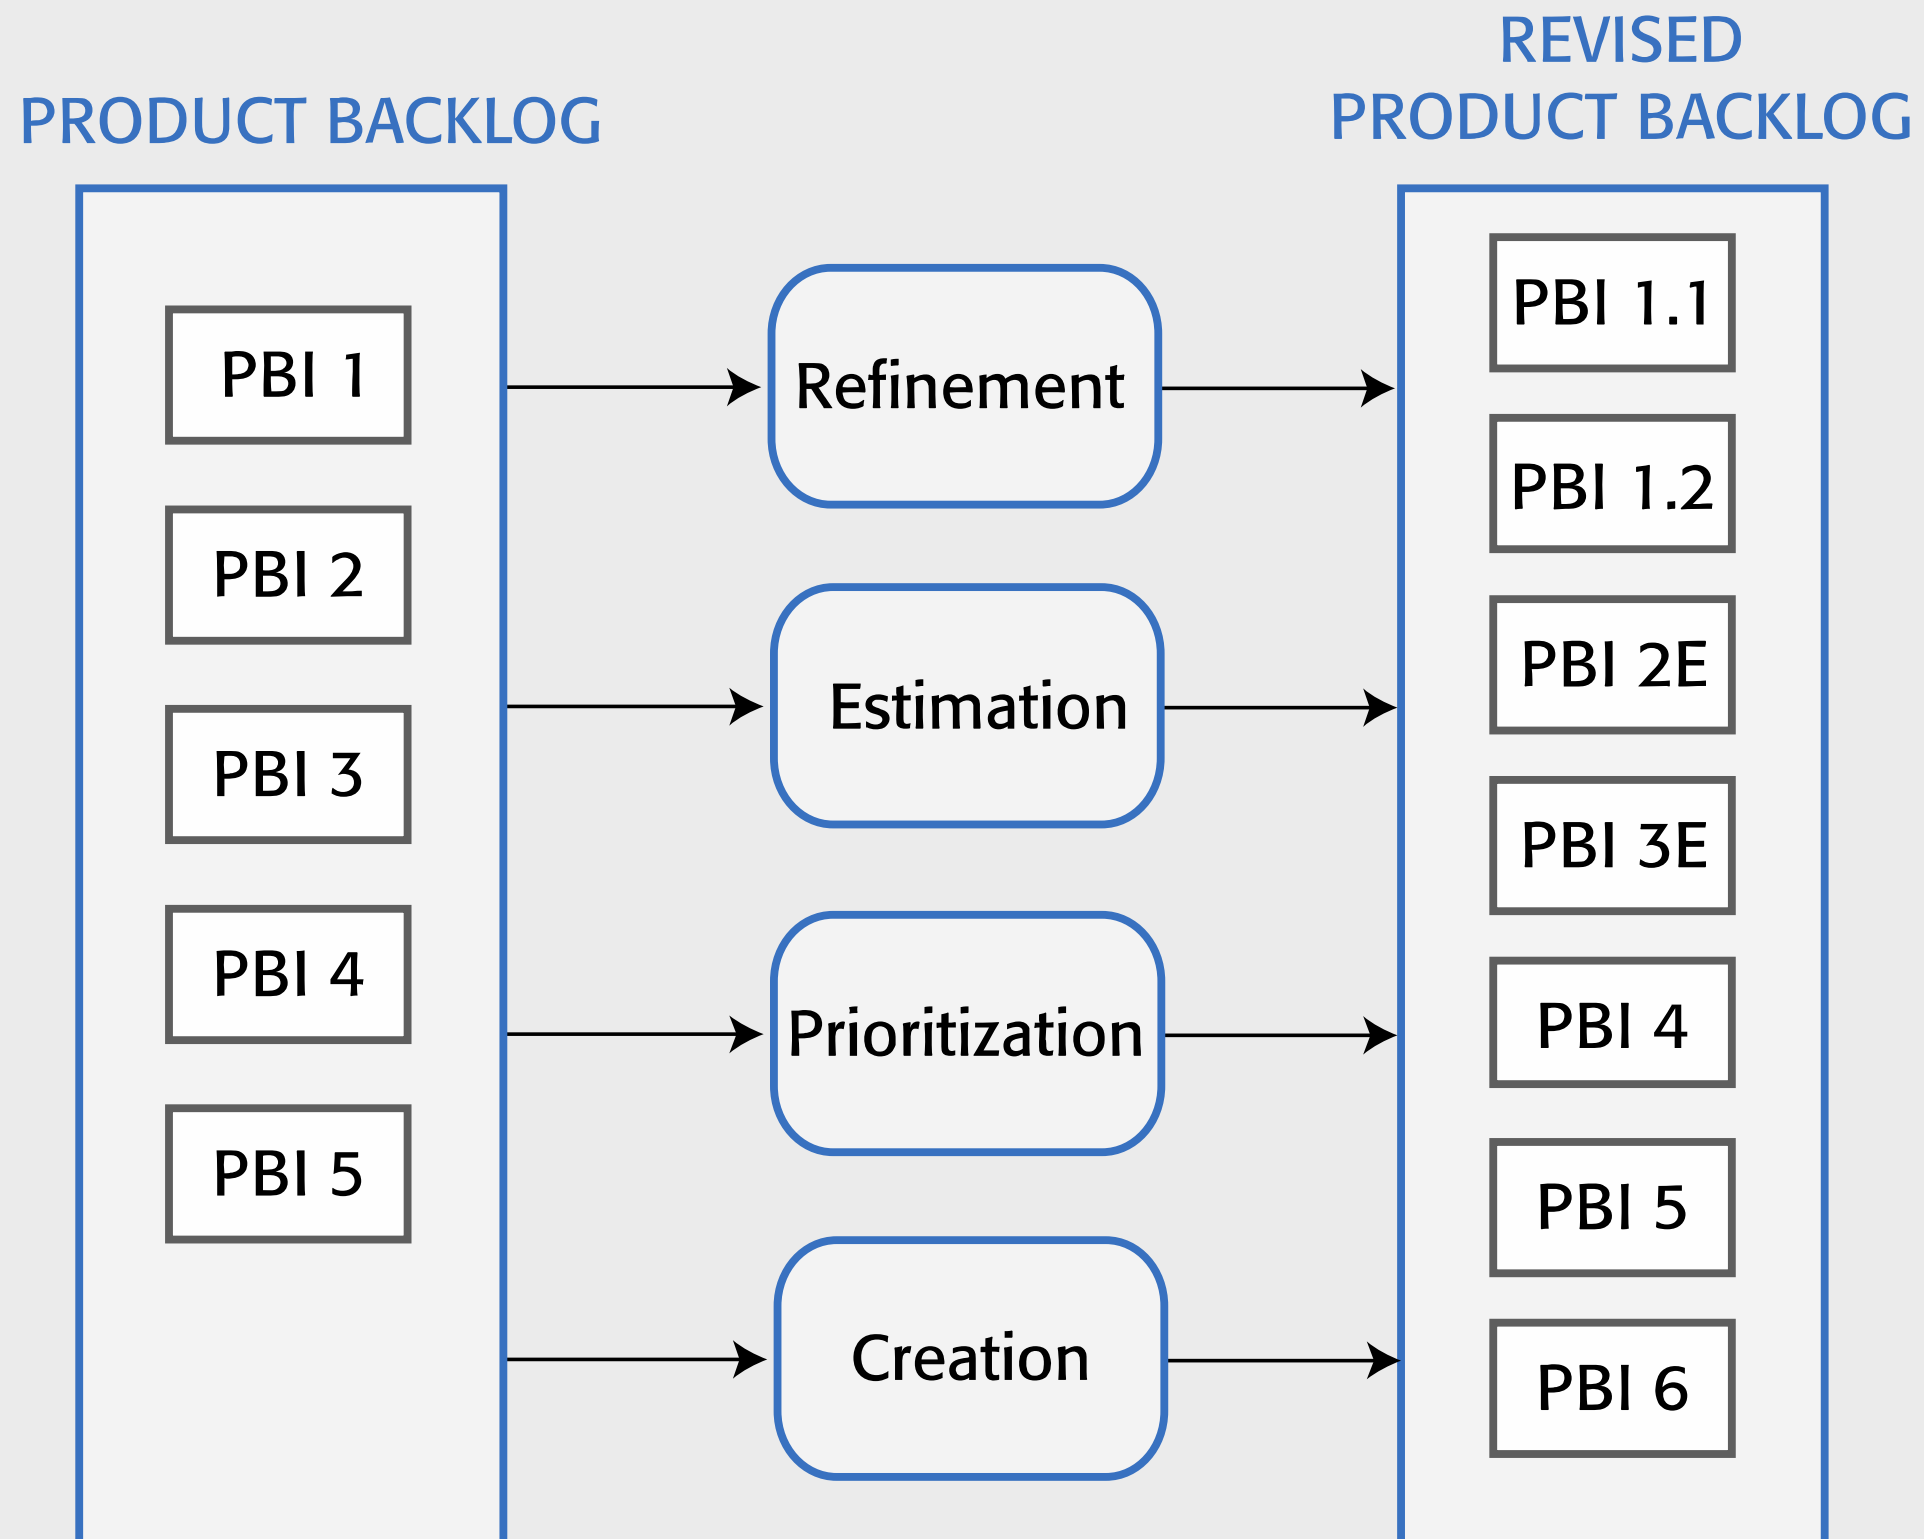 PRODUCT BACKLOG
PBI 1
PBI 2
PBI 3
PBI 4
PBI 5
Refinement
Estimation
Prioritization
Creation
REVISED
PRODUCT BACKLOG
PBI 1.1
PBI 1.2
PBI 2E
PBI 3E
PBI 4
PBI 5
PBI 6